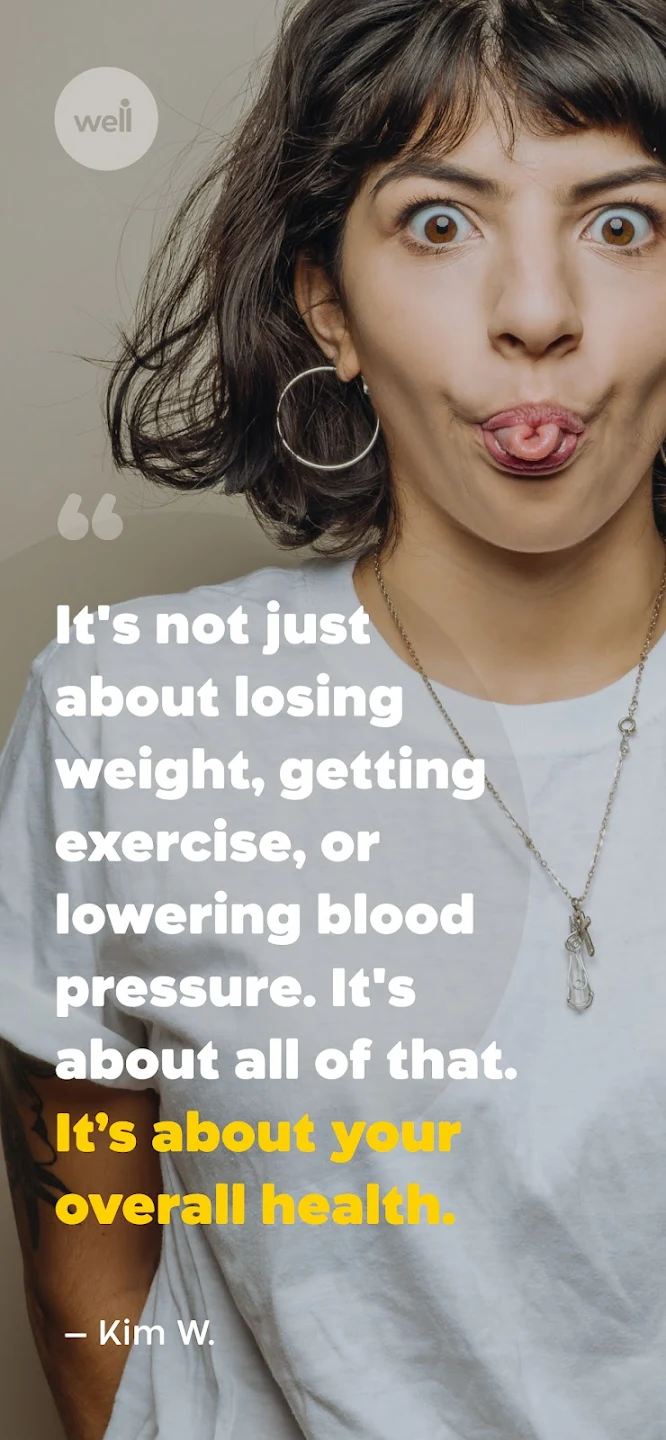 well
“
It's not just
about losing
weight, getting
exercise, or
lowering blood
pressure. It's
about all of that.
It’s about your
overall health.
– Kim W.